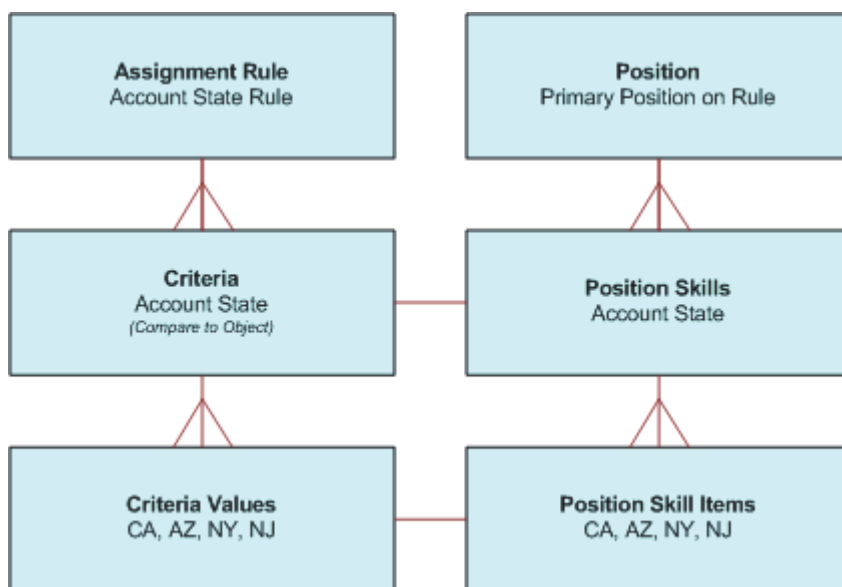 Assignment Rule
Account State Rule
Position
Primary Position on Rule
Criteria
Account State
(Compare to Object)
Position Skills
Account State
Criteria Values
CA, AZ, NY, NJ
Position Skill Items
CA, AZ, NY, NJ